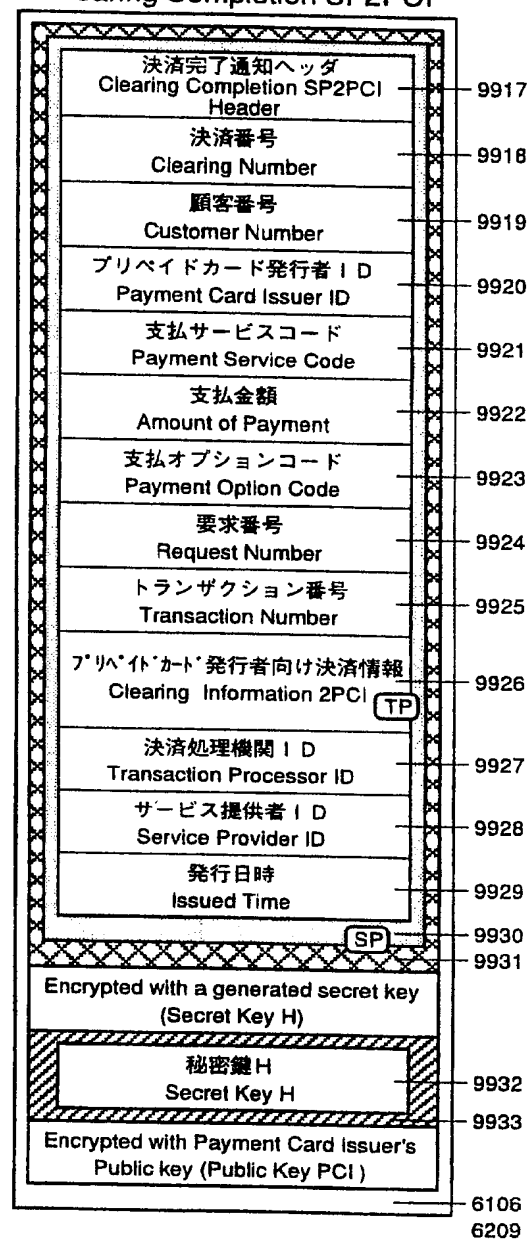 Clearing Completion SP2PCI
決済完了通知ヘッダ
Clearing Completion SP2PCI
Header
9917
決済番号
Clearing Number
9918
顧客番号
Customer Number
9919
プリペイドカード発行者ID
Payment Card Issuer ID
9920
支払サービスコード
Payment Service Code
9921
支払金額
Amount of Payment
9922
支払オプションコード
Payment Option Code
9923
要求番号
Request Number
9924
トランザクション番号
Transaction Number
9925
プリペイドカード発行者向け決済情報
Clearing Information 2PCI
TP
9926
決済処理機関ID
Transaction Processor ID
9927
サービス提供者ID
Service Provider ID
9928
発行日時
Issued Time
9929
SP
9930
9931
Encrypted with a generated secret key
(Secret Key H)
秘密鍵H
Secret Key H
9932
9933
Encrypted with Payment Card issuer's
Public key (Public Key PCI )
6106
6209